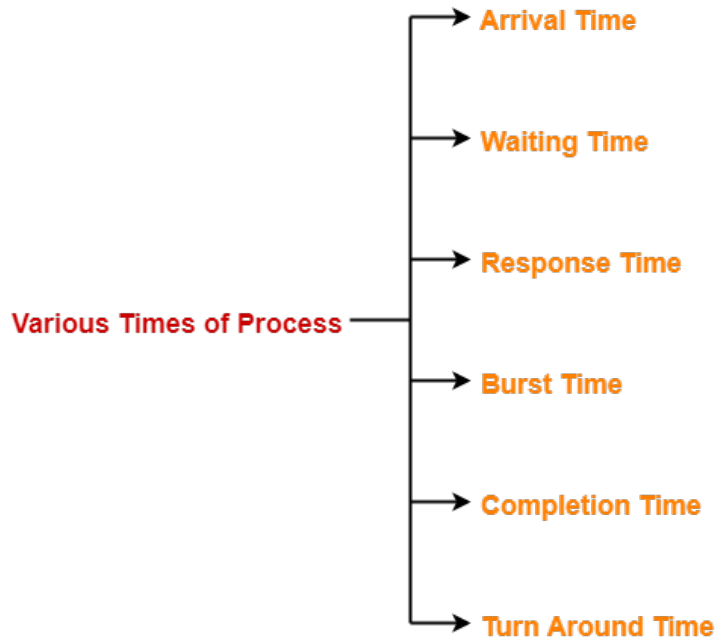 Arrival Time
Waiting Time
Response Time
Various Times of Process
Burst Time
Completion Time
Turn Around Time